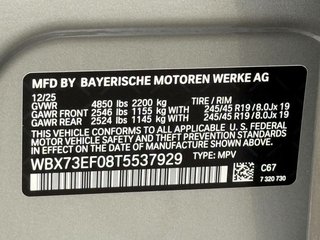 MFD BY BAYERISCHE MOTOREN WERKE AG
12/25
GVWR 4850 lbs 2200 kg TIRE / RIM
GAWR FRONT 2546 lbs 1155 KG WITH 245/45 R19 / 8.0Jx 19
GAWR REAR 2524 lbs 1145 KG WITH 245/45 R19 / 8.0Jx 19
THIS VEHICLE CONFORMS TO ALL APPLICABLE U.S. FEDERAL
MOTOR VEHICLE SAFETY STANDARDS IN EFFECT ON THE DATE OF
MANUFACTURE SHOWN ABOVE.
WBX73EF08T5537929 TYPE: MPV
C67
7 320 730